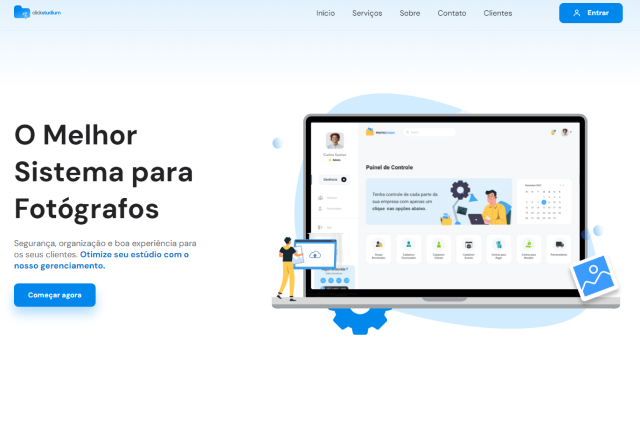 clickstudium
Início Serviços Sobre Contato Clientes Entrar
O Melhor
Sistema para
Fotógrafos
Segurança, organização e boa experiência para
os seus clientes. Otimize seu estúdio com o
nosso gerenciamento.
Começar agora
Painel de Controle
Tenha controle de cada parte da
sua empresa com apenas um
clique nas opções abaixo.